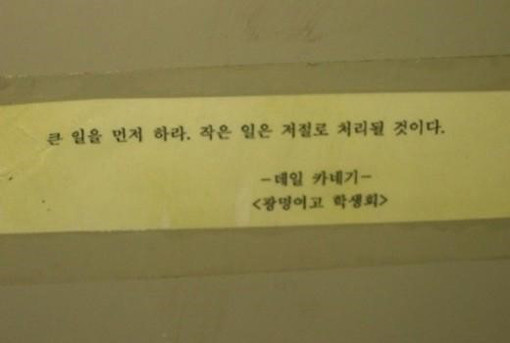 큰 일을 먼저 하라. 작은 일은 저절로 처리될 것이다.
-데일 카네기-
<광명여고 학생회>